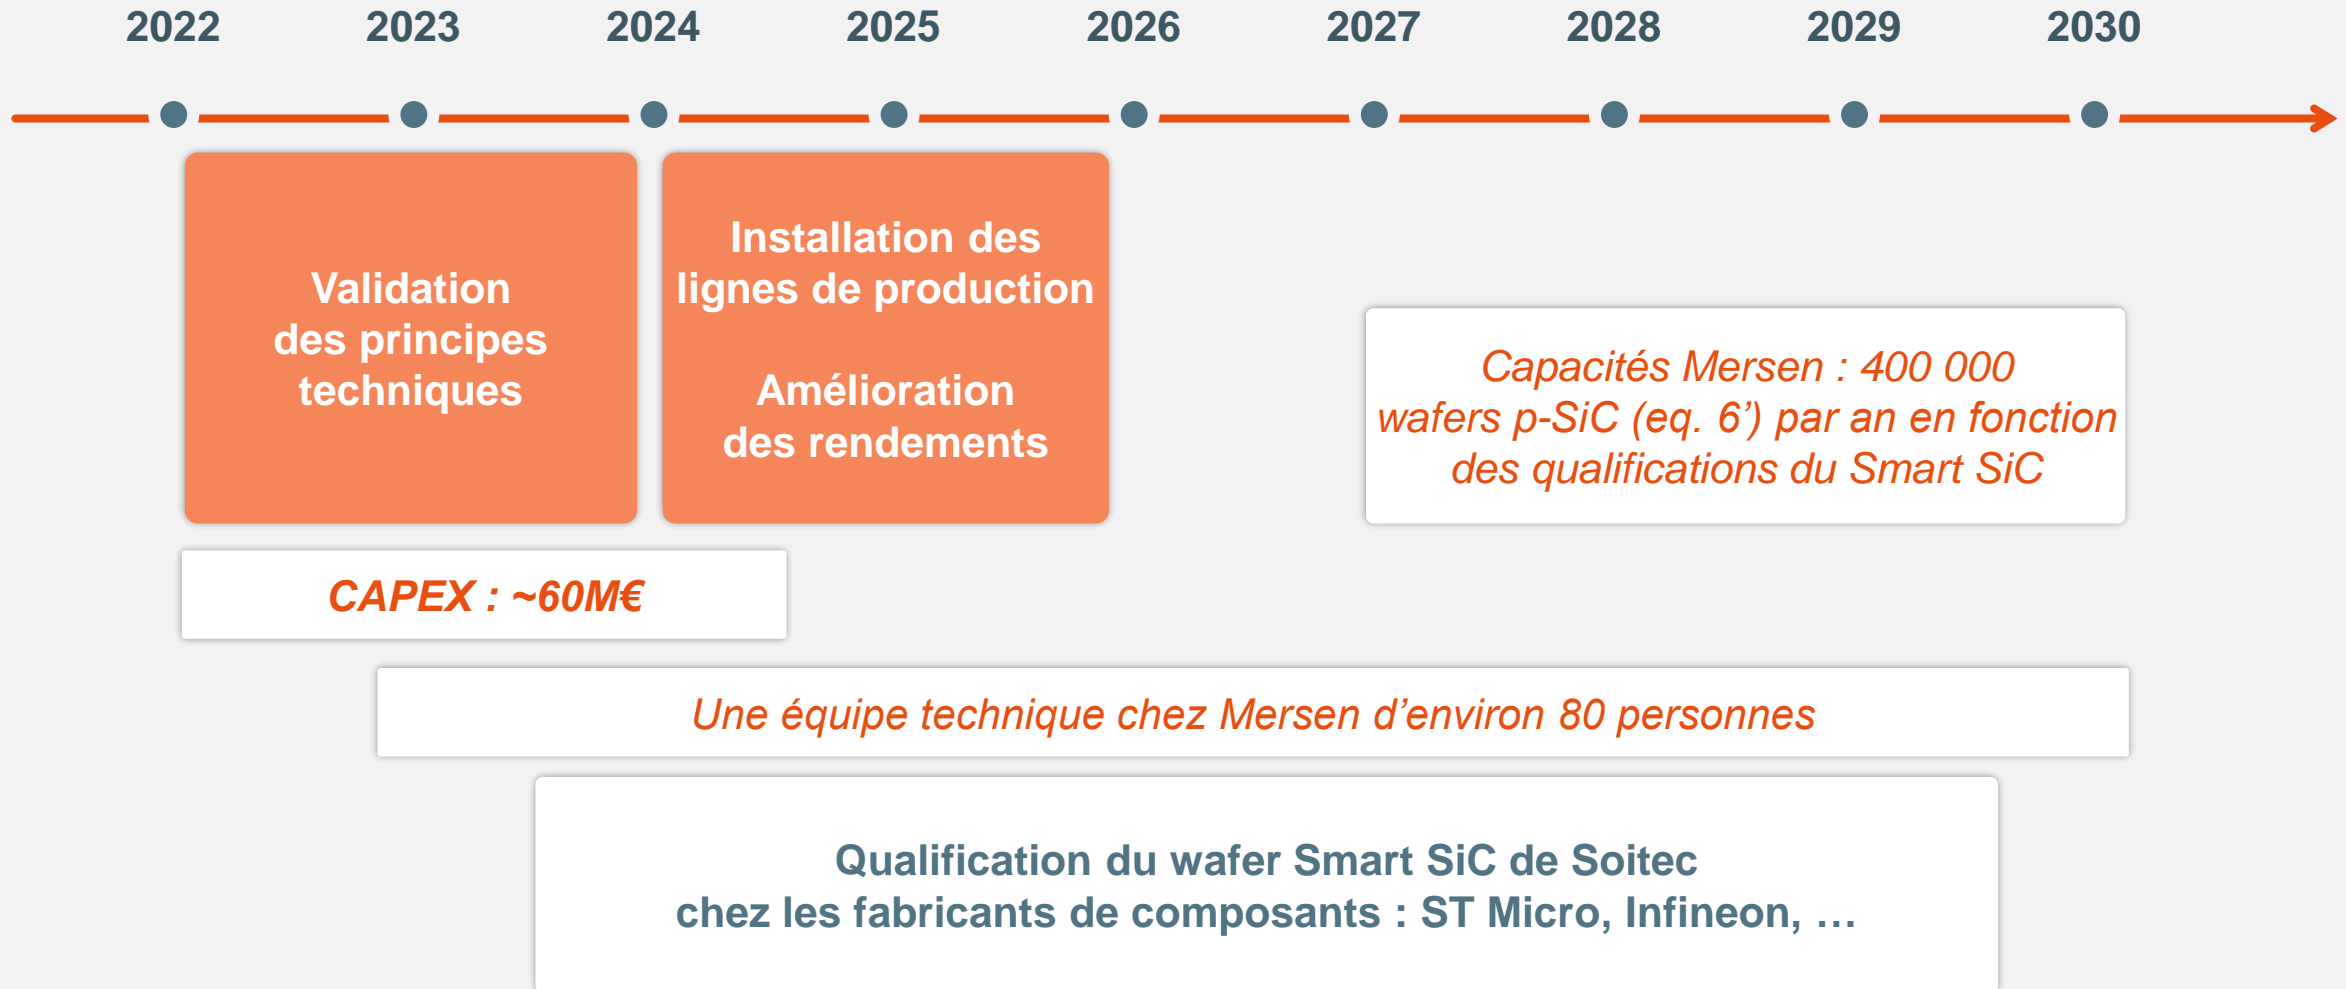 2022 2023 2024 2025 2026 2027 2028 2029 2030
Validation
des principes
techniques
Installation des
lignes de production
Amélioration
des rendements
Capacités Mersen : 400 000
wafers p-SiC (eq. 6’) par an en fonction
des qualifications du Smart SiC
CAPEX : ~60M€
Une équipe technique chez Mersen d’environ 80 personnes
Qualification du wafer Smart SiC de Soitec
chez les fabricants de composants : ST Micro, Infineon, …